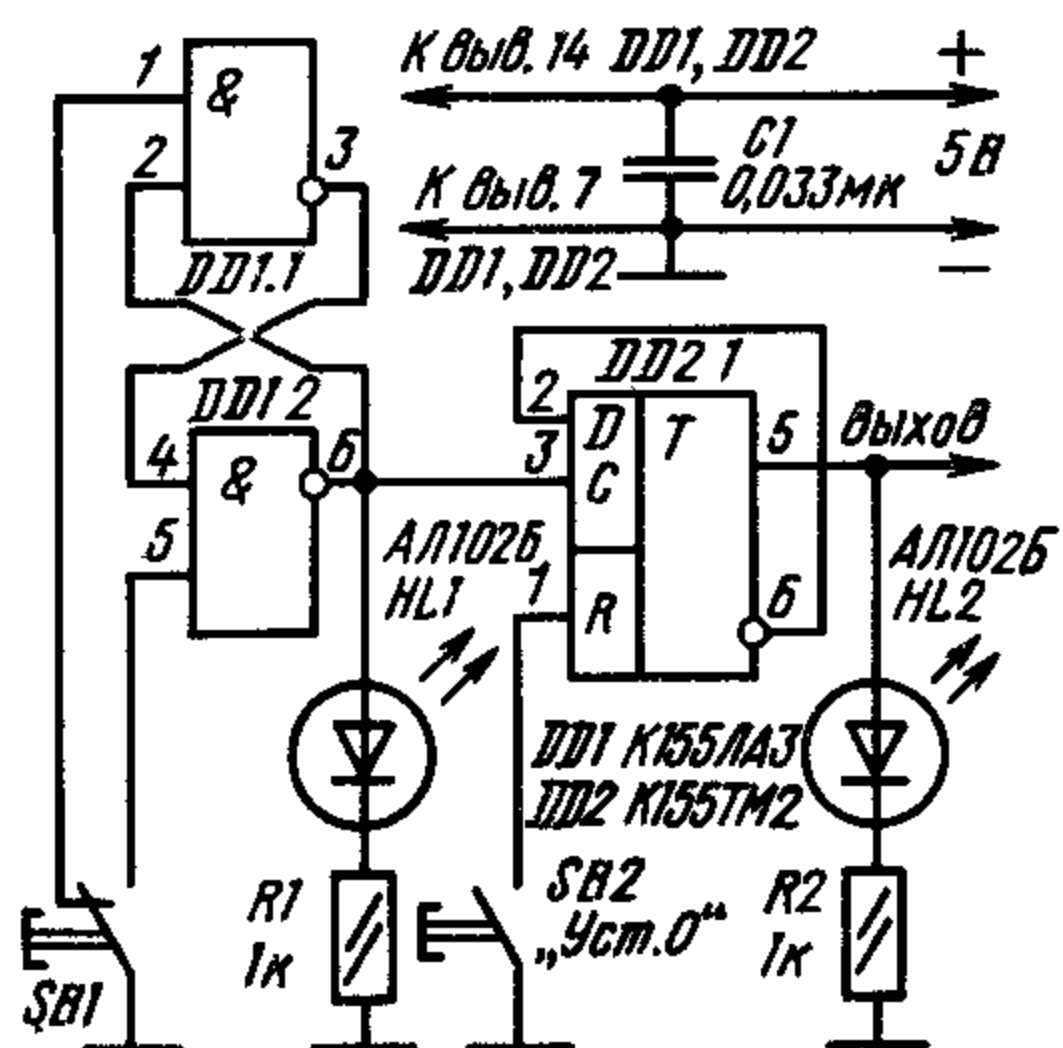 1
&
2
3
DD1.1
К выв. 14 DD1, DD2
+
C1
0,033мк
5В
К выв. 7
DD1, DD2
–
DD1 2
4
&
6
5
DD2 1
2
D
T
5
выхов
3
C
1
R
6
АЛ102Б
HL1
АЛ102Б
HL2
DD1 К155ЛА3
DD2 К155ТМ2
SB1
R1
1к
SB2
„Уст.0“
R2
1к